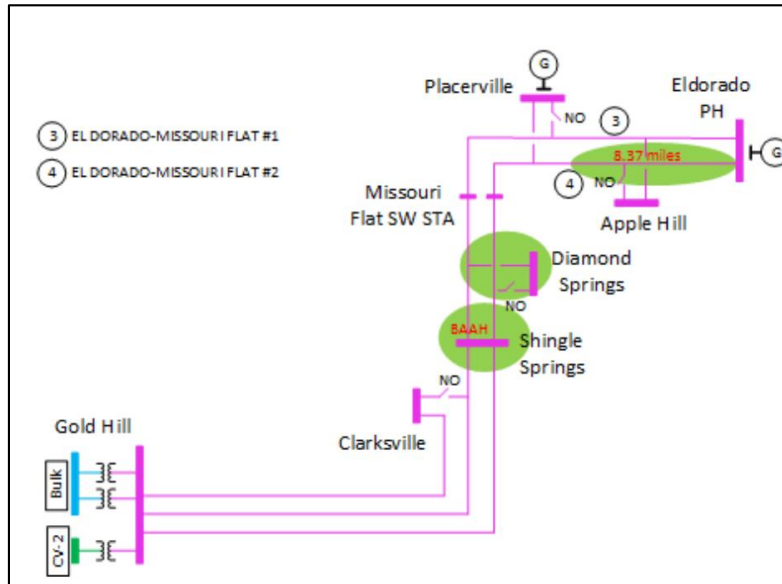 G
Placerville
Eldorado
PH
NO
3
3 EL DORADO-MISSOURI FLAT #1
4 EL DORADO-MISSOURI FLAT #2
8.37 miles
G
4
NO
Missouri
Flat SW STA
Apple Hill
Diamond
Springs
NO
BAAH
Shingle
Springs
NO
Clarksville
Gold Hill
Bulk
CV-2